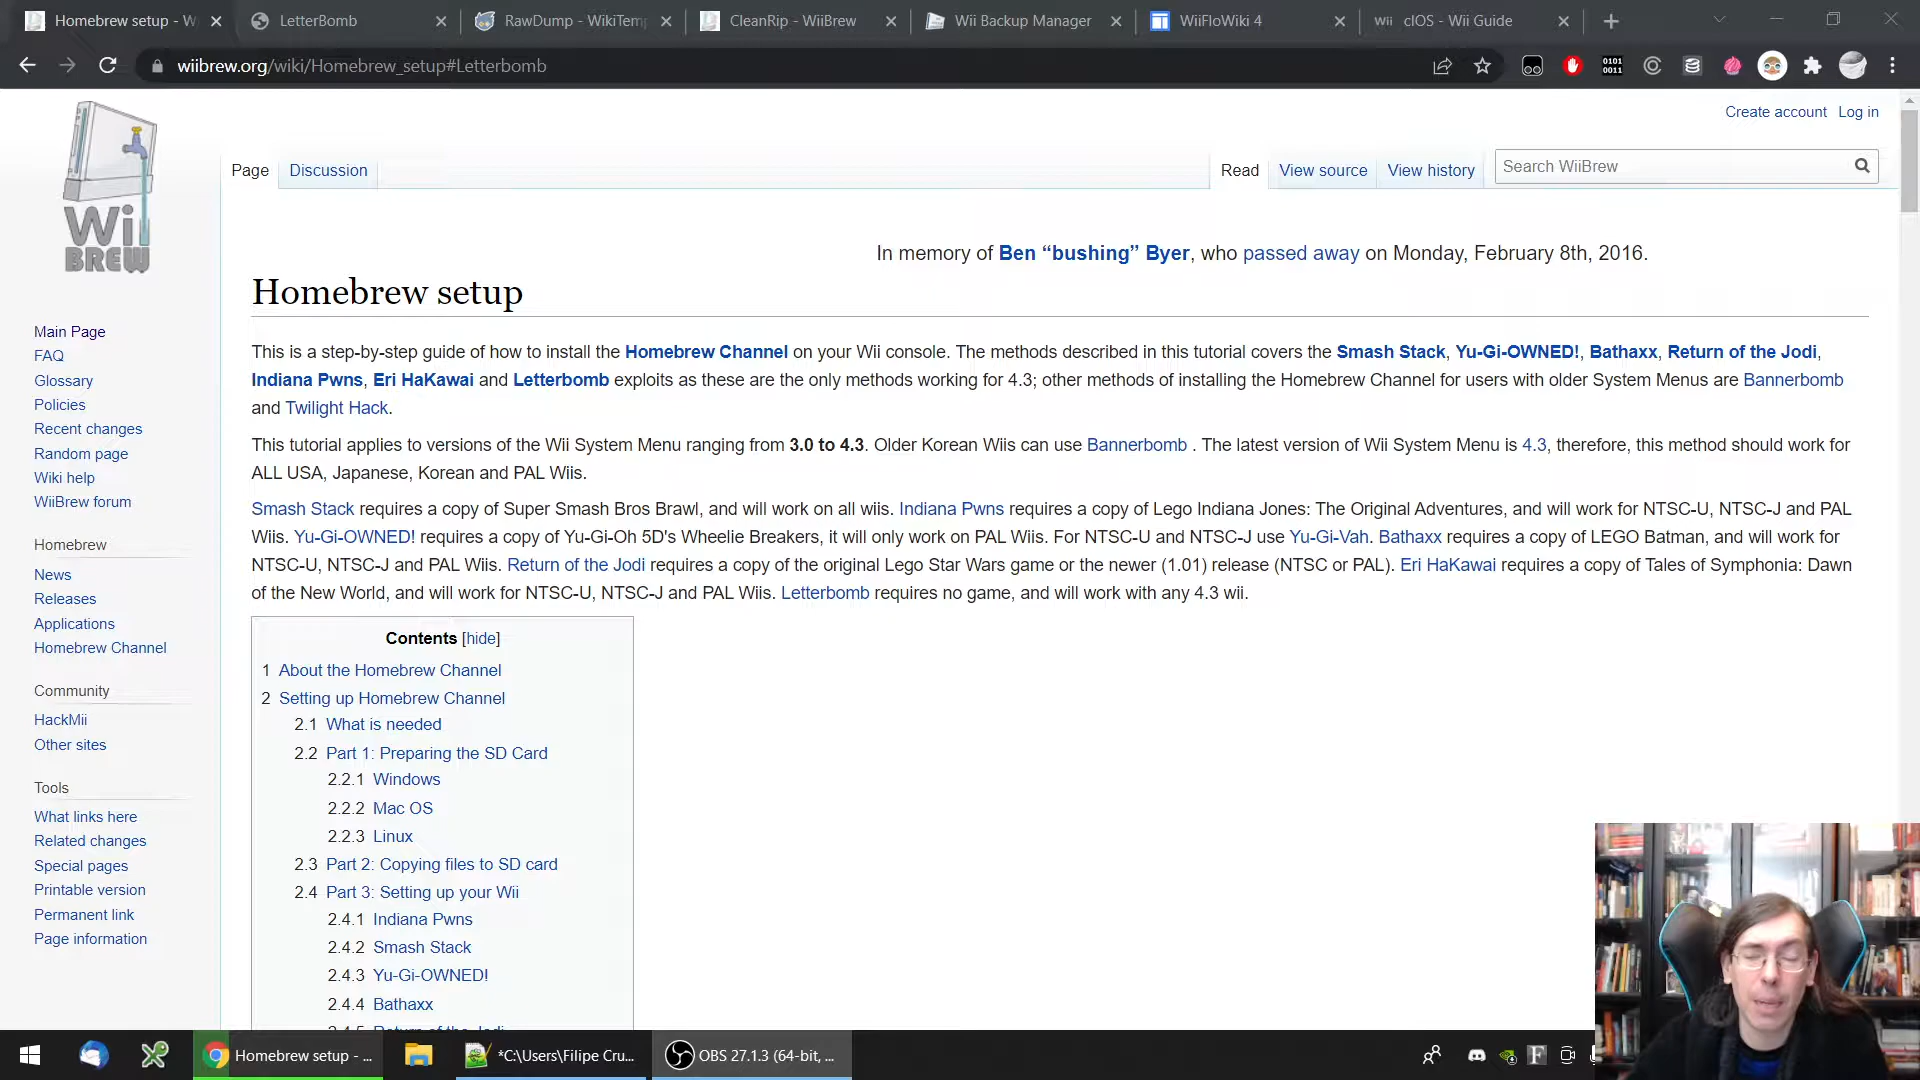 Homebrew setup - W
LetterBomb
RawDump - WikiTemp
CleanRip - WiiBrew
Wii Backup Manager
WiiFloWiki 4
Wii cIOS - Wii Guide
wiibrew.org/wiki/Homebrew_setup#Letterbomb
0101
0011
Create account Log in
Wii
BREW
Page Discussion
Read View source View history Search WiiBrew
In memory of Ben “bushing” Byer, who passed away on Monday, February 8th, 2016.
Homebrew setup
This is a step-by-step guide of how to install the Homebrew Channel on your Wii console. The methods described in this tutorial covers the Smash Stack, Yu-Gi-OWNED!, Bathaxx, Return of the Jodi,
Indiana Pwns, Eri HaKawai and Letterbomb exploits as these are the only methods working for 4.3; other methods of installing the Homebrew Channel for users with older System Menus are Bannerbomb
and Twilight Hack.
This tutorial applies to versions of the Wii System Menu ranging from 3.0 to 4.3. Older Korean Wiis can use Bannerbomb . The latest version of Wii System Menu is 4.3, therefore, this method should work for
ALL USA, Japanese, Korean and PAL Wiis.
Smash Stack requires a copy of Super Smash Bros Brawl, and will work on all wiis. Indiana Pwns requires a copy of Lego Indiana Jones: The Original Adventures, and will work for NTSC-U, NTSC-J and PAL
Wiis. Yu-Gi-OWNED! requires a copy of Yu-Gi-Oh 5D's Wheelie Breakers, it will only work on PAL Wiis. For NTSC-U and NTSC-J use Yu-Gi-Vah. Bathaxx requires a copy of LEGO Batman, and will work for
NTSC-U, NTSC-J and PAL Wiis. Return of the Jodi requires a copy of the original Lego Star Wars game or the newer (1.01) release (NTSC or PAL). Eri HaKawai requires a copy of Tales of Symphonia: Dawn
of the New World, and will work for NTSC-U, NTSC-J and PAL Wiis. Letterbomb requires no game, and will work with any 4.3 wii.
Main Page
FAQ
Glossary
Policies
Recent changes
Random page
Wiki help
WiiBrew forum
Homebrew
News
Releases
Applications
Homebrew Channel
Community
HackMii
Other sites
Tools
What links here
Related changes
Special pages
Printable version
Permanent link
Page information
Contents [hide]
1 About the Homebrew Channel
2 Setting up Homebrew Channel
2.1 What is needed
2.2 Part 1: Preparing the SD Card
2.2.1 Windows
2.2.2 Mac OS
2.2.3 Linux
2.3 Part 2: Copying files to SD card
2.4 Part 3: Setting up your Wii
2.4.1 Indiana Pwns
2.4.2 Smash Stack
2.4.3 Yu-Gi-OWNED!
2.4.4 Bathaxx
2.4.5 Return of the Jodi
Homebrew setup - ...
*C:\Users\Filipe Cru...
OBS 27.1.3 (64-bit, ...
F